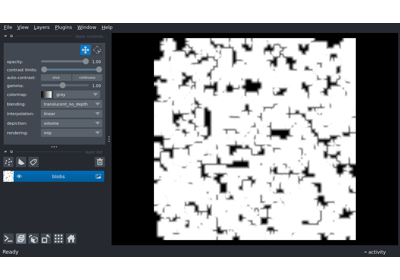 File View Layers Plugins Window Help
opacity: 1.00
contrast limits:
auto-contrast: once continuous
gamma: 1.00
colormap: gray
blending: translucent_no_depth
interpolation: linear
depiction: volume
rendering: mip
blobs
Ready
activity